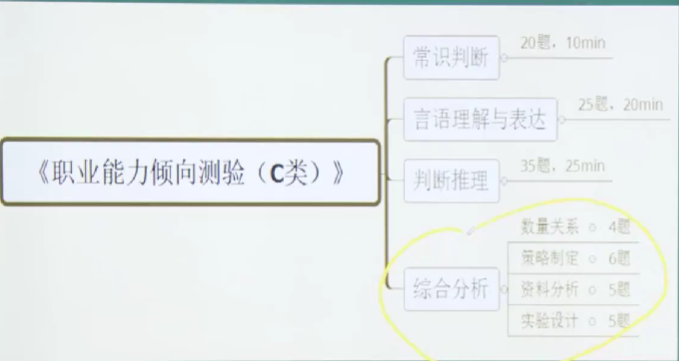 《职业能力倾向测验（C类）》
常识判断
20题，10min
言语理解与表达
25题，20min
判断推理
35题，25min
综合分析
数量关系 4题
策略制定 6题
资料分析 5题
实验设计 5题